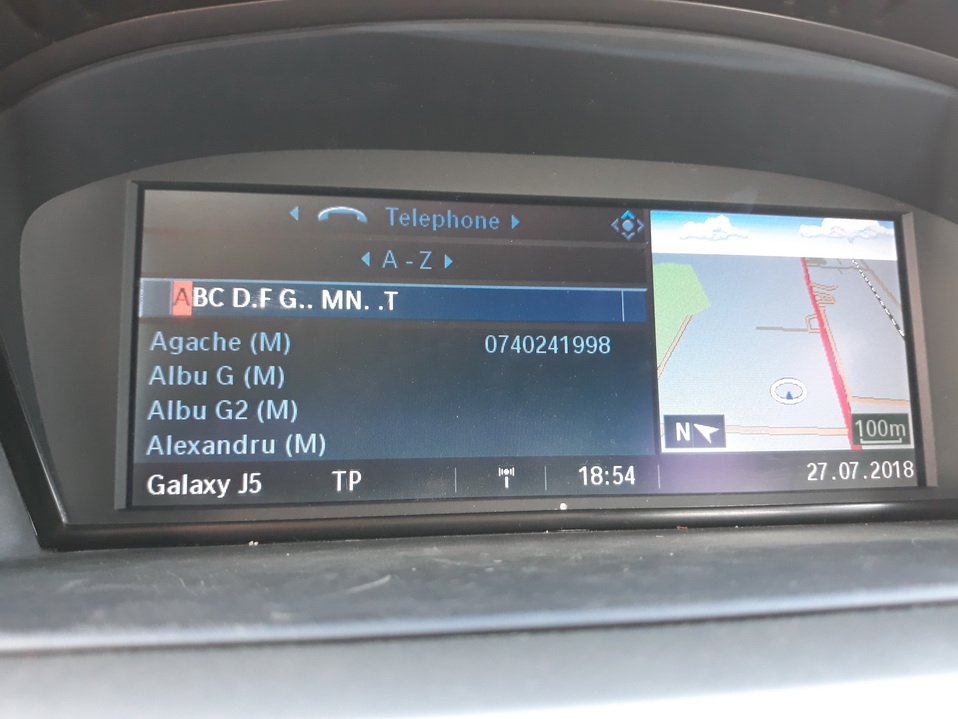 Telephone
A - Z
ABC D.F G.. MN. .T
Agache (M) 0740241998
Albu G (M)
Albu G2 (M)
Alexandru (M)
N 100m
Galaxy J5 TP 18:54 27.07.2018